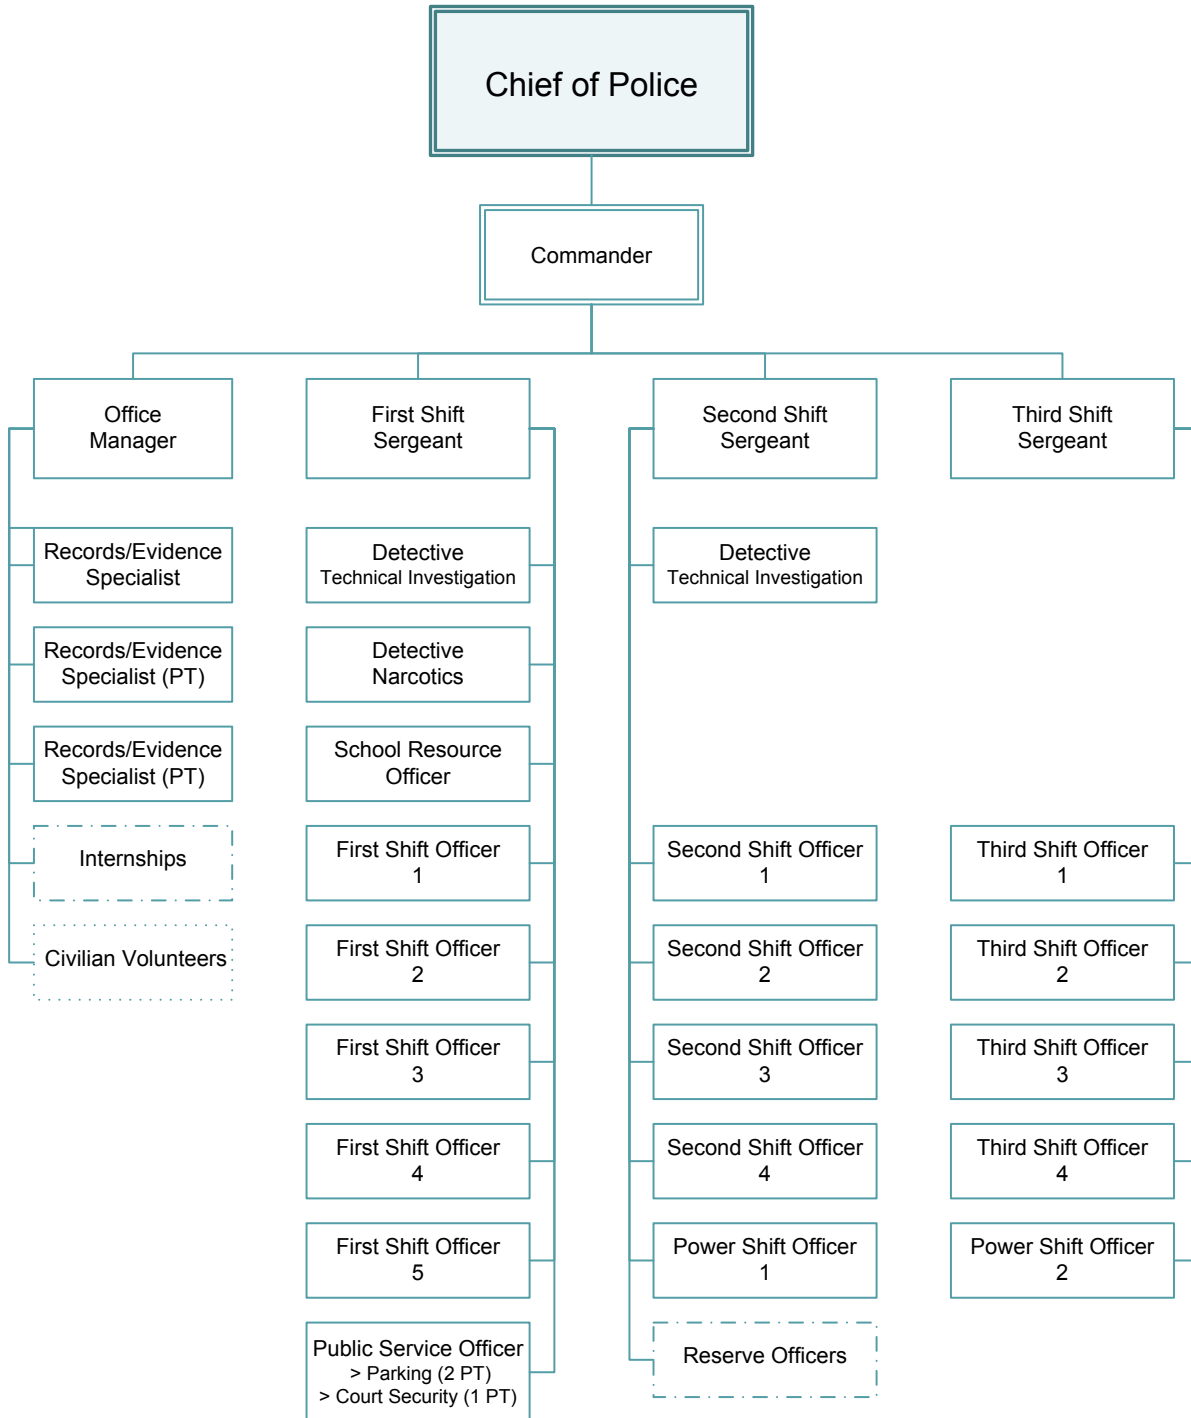 Chief of Police
Commander
Office
Manager
First Shift
Sergeant
Second Shift
Sergeant
Third Shift
Sergeant
Records/Evidence
Specialist
Detective
Technical Investigation
Detective
Technical Investigation
Records/Evidence
Specialist (PT)
Detective
Narcotics
Records/Evidence
Specialist (PT)
School Resource
Officer
Internships
First Shift Officer
1
Second Shift Officer
1
Third Shift Officer
1
Civilian Volunteers
First Shift Officer
2
Second Shift Officer
2
Third Shift Officer
2
First Shift Officer
3
Second Shift Officer
3
Third Shift Officer
3
First Shift Officer
4
Second Shift Officer
4
Third Shift Officer
4
First Shift Officer
5
Power Shift Officer
1
Power Shift Officer
2
Public Service Officer
> Parking (2 PT)
> Court Security (1 PT)
Reserve Officers